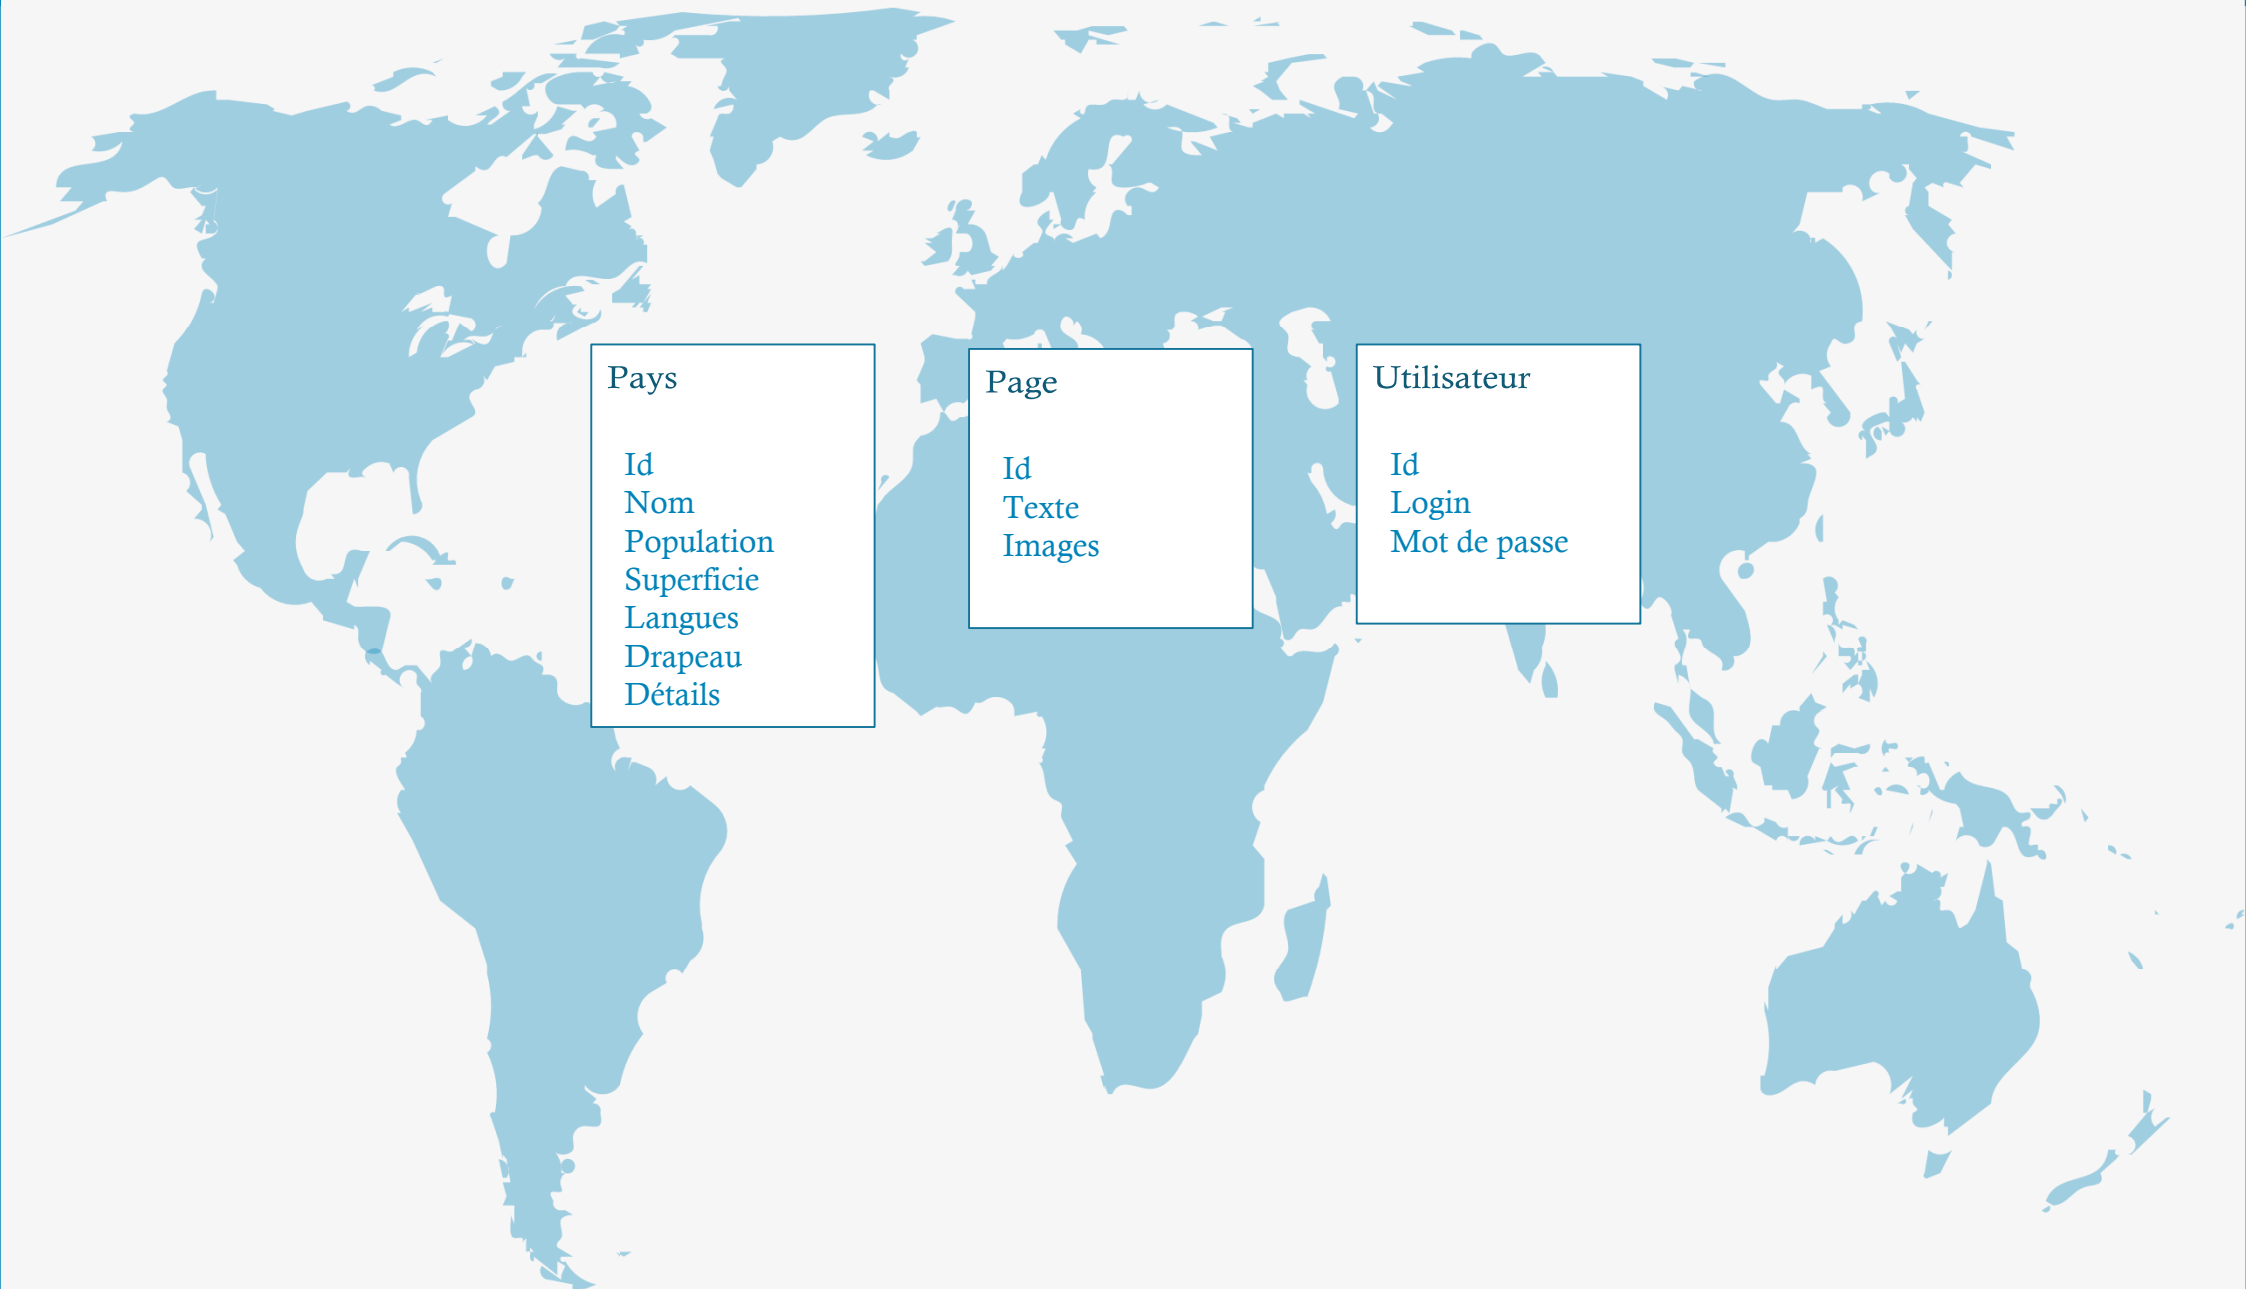 Pays
Id
Nom
Population
Superficie
Langues
Drapeau
Détails
Page
Id
Texte
Images
Utilisateur
Id
Login
Mot de passe